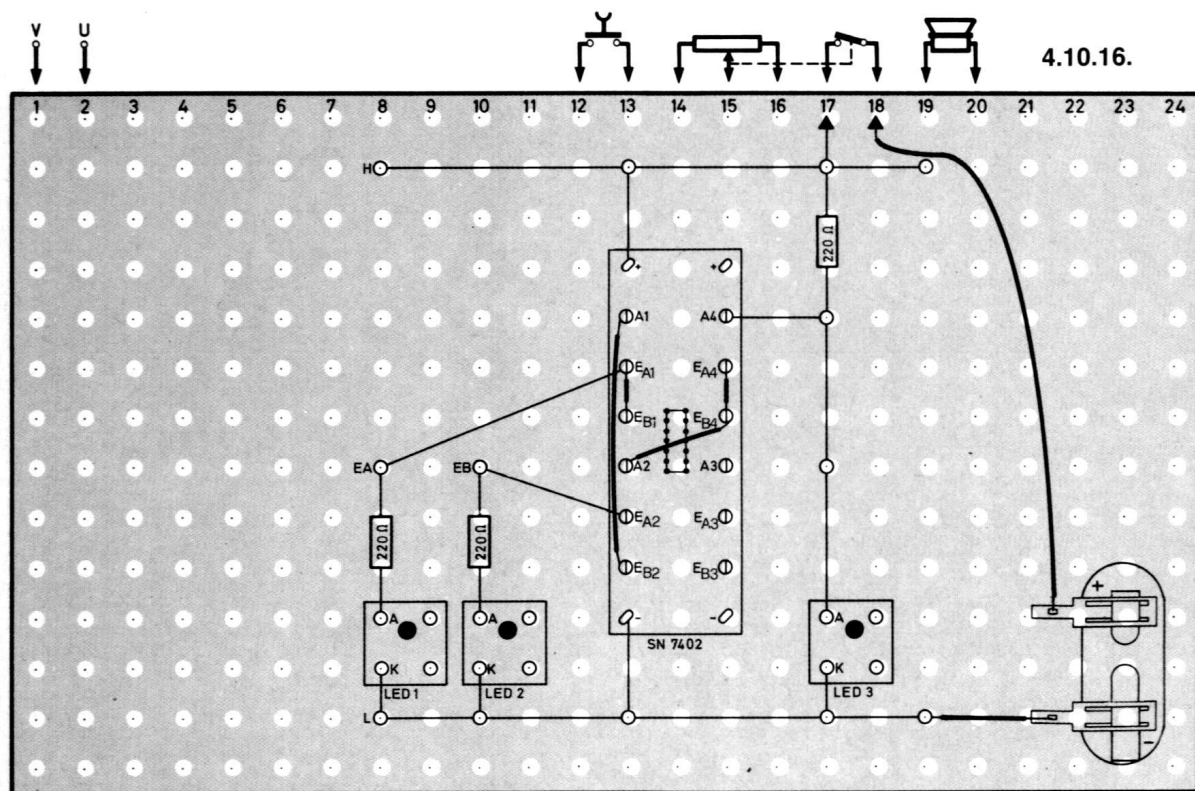 V U
4.10.16.
1 2 3 4 5 6 7 8 9 10 11 12 13 14 15 16 17 18 19 20 21 22 23 24
H
220 Ω
+ +
A1 A4
EA1 EA4
EB1 EB4
EA EB A2 A3
220 Ω 220 Ω EA2 EA3
EB2 EB3
+
A A - - A
SN 7402
K K K
LED 1 LED 2 LED 3
L
-